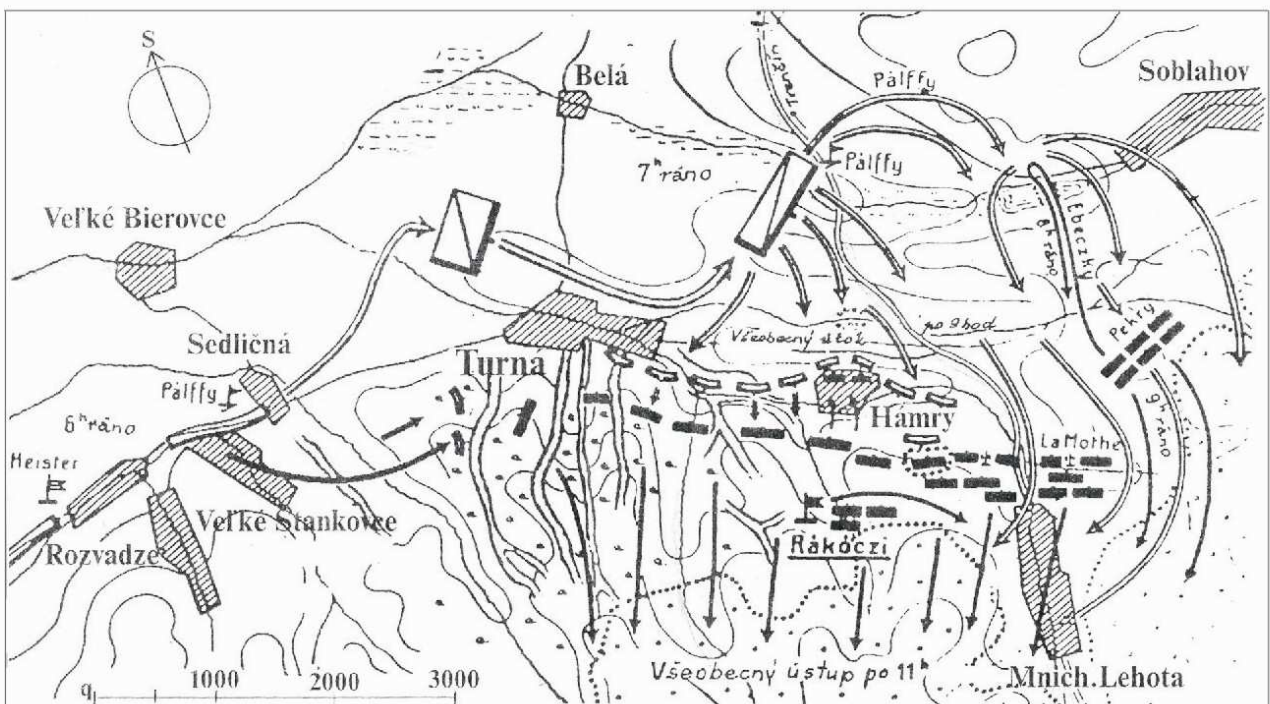 S
Belá
Soblahov
Trenčín
Pálffy
Pálffy
7ʰ ráno
Veľké Bierovce
Ebeczky
8ʰ ráno
Sedličná
Turna
Všeobecný útok
po 9 hod
Pekry
Pálffy
6ʰ ráno
Hámry
9ʰ ráno
La Mothe
Heister
Veľké Stankovce
Rozvadze
Rákóczi
Všeobecný ústup po 11ʰ
Mních. Lehota
1000 2000 3000